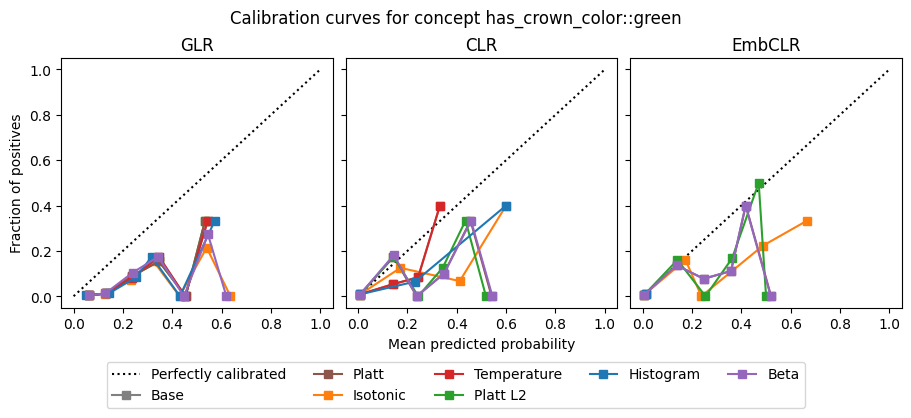 Calibration curves for concept has_crown_color::green
GLR
CLR
EmbCLR
Fraction of positives
1.0
0.8
0.6
0.4
0.2
0.0
0.0 0.2 0.4 0.6 0.8 1.0
0.0 0.2 0.4 0.6 0.8 1.0
0.0 0.2 0.4 0.6 0.8 1.0
Mean predicted probability
Perfectly calibrated Platt Temperature Histogram Beta
Base Isotonic Platt L2